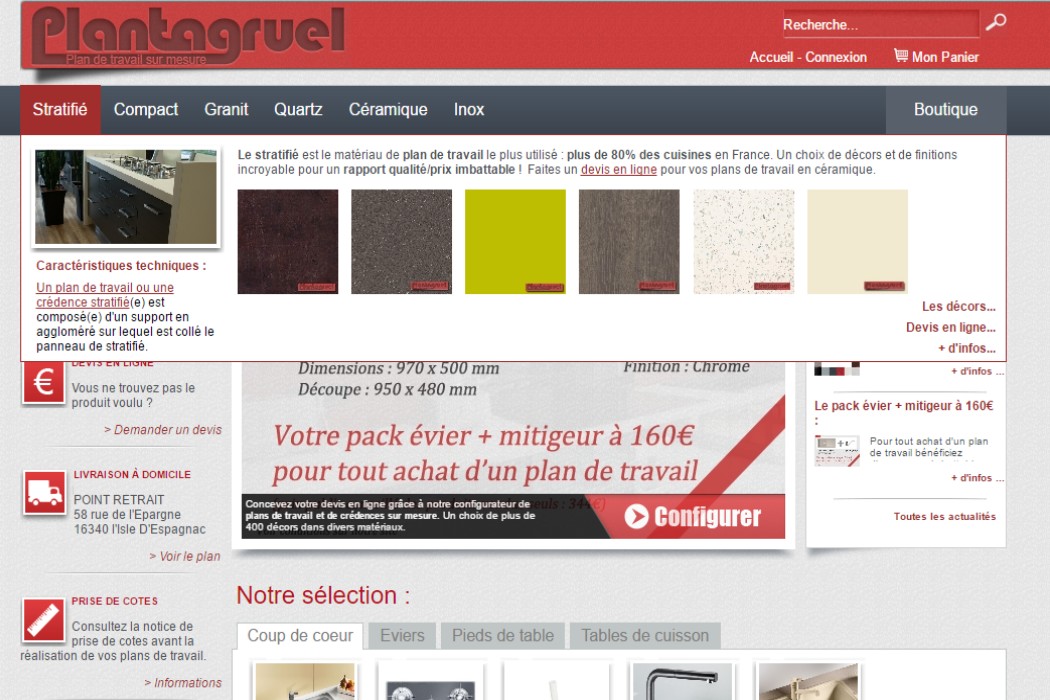 Plantagruel
Plan de travail sur mesure
Recherche...
Accueil - Connexion
Mon Panier
Stratifié
Compact
Granit
Quartz
Céramique
Inox
Boutique
Le stratifié est le matériau de plan de travail le plus utilisé : plus de 80% des cuisines en France. Un choix de décors et de finitions
incroyable pour un rapport qualité/prix imbattable ! Faites un devis en ligne pour vos plans de travail en céramique.
Caractéristiques techniques :
Un plan de travail ou une
crédence stratifié(e) est
composé(e) d'un support en
aggloméré sur lequel est collé le
panneau de stratifié.
Les décors...
Devis en ligne...
+ d'infos...
DEVIS EN LIGNE
Vous ne trouvez pas le
produit voulu ?
> Demander un devis
LIVRAISON À DOMICILE
POINT RETRAIT
58 rue de l'Epargne
16340 l'Isle D'Espagnac
> Voir le plan
PRISE DE COTES
Consultez la notice de
prise de cotes avant la
réalisation de vos plans de travail.
> Informations
Dimensions : 970 x 500 mm
Découpe : 950 x 480 mm
Finition : Chrome
Votre pack évier + mitigeur à 160€
pour tout achat d'un plan de travail
Concevez votre devis en ligne grâce à notre configurateur de
plans de travail et de crédences sur mesure. Un choix de plus de
400 décors dans divers matériaux.
Configurer
+ d'infos ...
Le pack évier + mitigeur à 160€
:
Pour tout achat d'un plan
de travail bénéficiez
+ d'infos ...
Toutes les actualités
Notre sélection :
Coup de coeur
Eviers
Pieds de table
Tables de cuisson